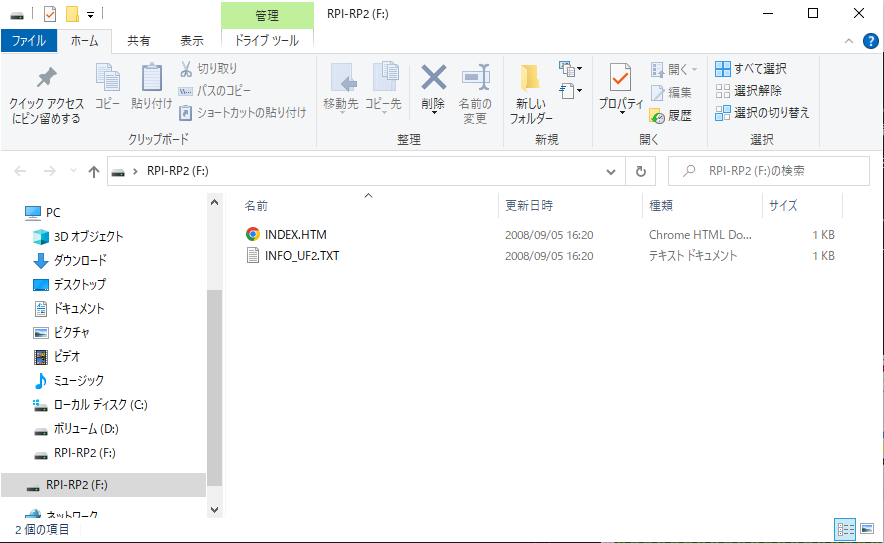 管理
RPI-RP2 (F:)
ファイル
ホーム
共有
表示
ドライブ ツール
?
クイック アクセス
にピン留めする
コピー
貼り付け
切り取り
パスのコピー
ショートカットの貼り付け
クリップボード
移動先
コピー先
削除
名前の
変更
整理
新しい
フォルダー
新規
プロパティ
開く
編集
履歴
開く
すべて選択
選択解除
選択の切り替え
選択
RPI-RP2 (F:)
RPI-RP2 (F:)の検索
PC
3D オブジェクト
ダウンロード
デスクトップ
ドキュメント
ピクチャ
ビデオ
ミュージック
ローカル ディスク (C:)
ボリューム (D:)
RPI-RP2 (F:)
RPI-RP2 (F:)
ネットワーク
名前 更新日時 種類 サイズ
INDEX.HTM 2008/09/05 16:20 Chrome HTML Do... 1 KB
INFO_UF2.TXT 2008/09/05 16:20 テキスト ドキュメント 1 KB
2 個の項目